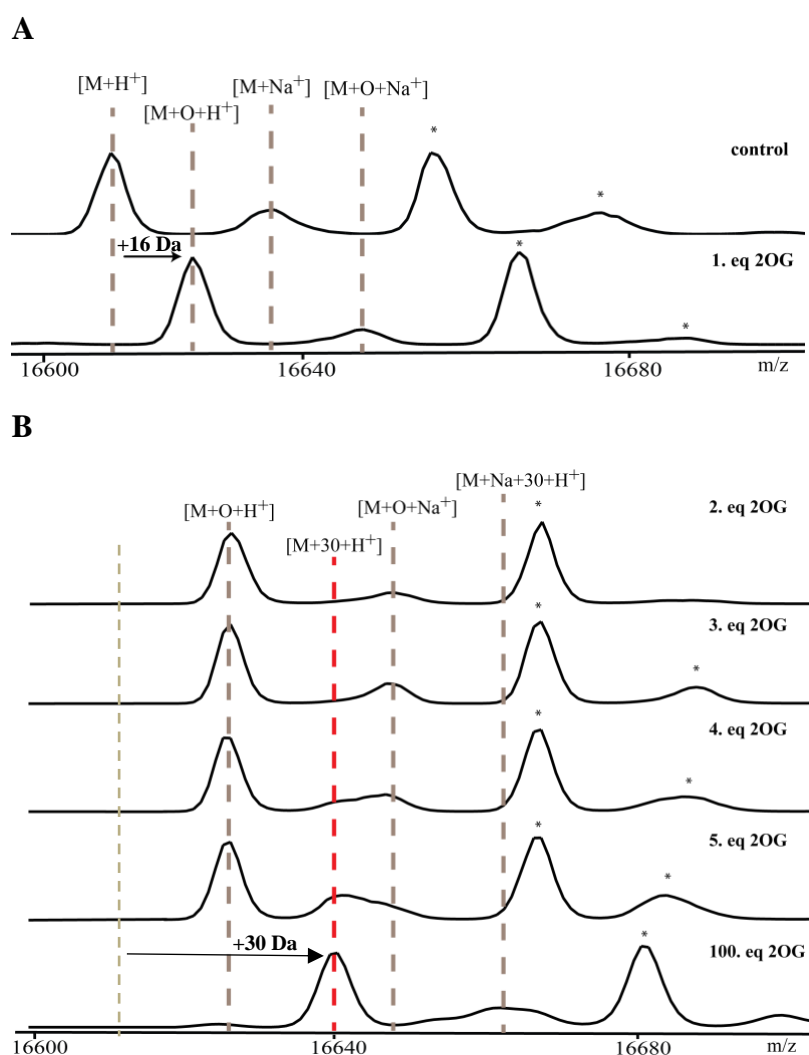 A
[M+H+]
[M+Na+]
[M+O+Na+]
[M+O+H+]
*
control
*
+16 Da
*
1. eq 2OG
*
16600
16640
16680
m/z
B
[M+Na+30+H+]
[M+O+H+]
[M+O+Na+]
*
2. eq 2OG
[M+30+H+]
*
3. eq 2OG
*
*
4. eq 2OG
*
*
5. eq 2OG
*
+30 Da
*
100. eq 2OG
16600
16640
16680
m/z